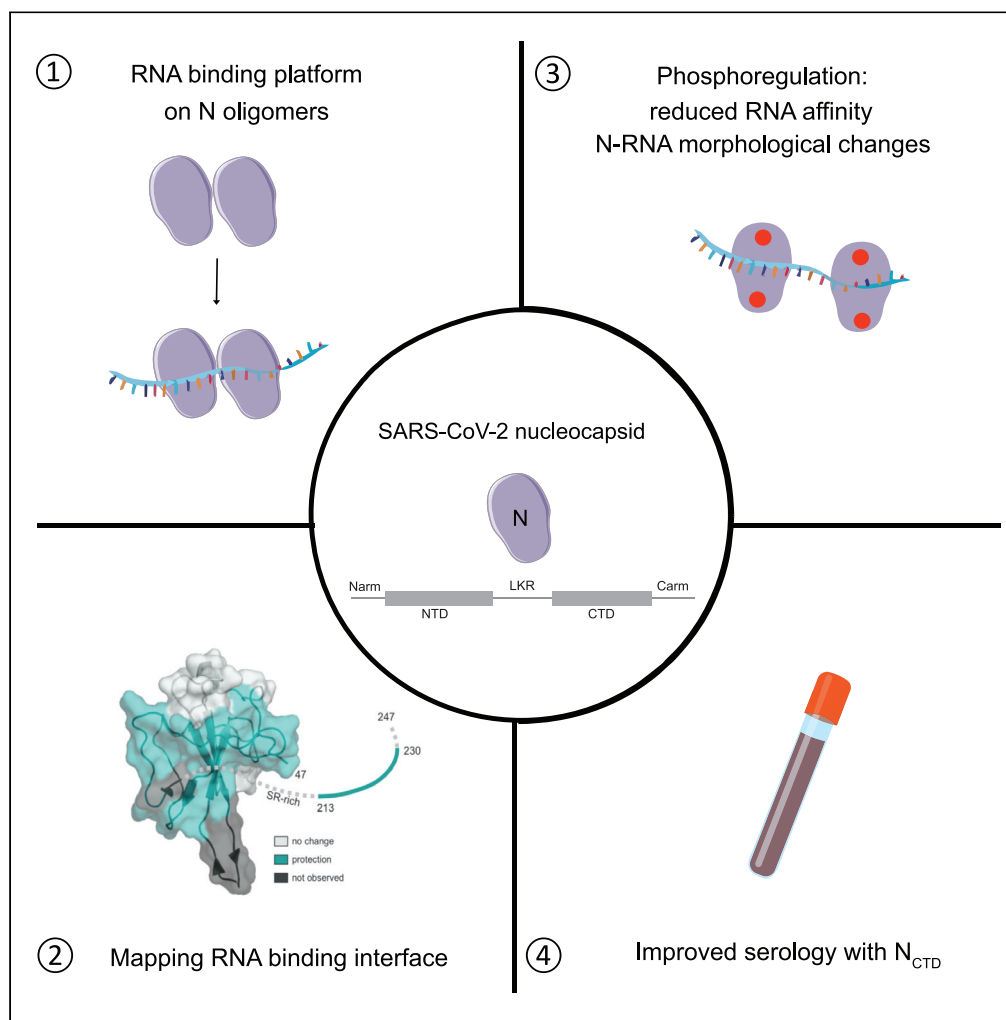 ①
RNA binding platform
on N oligomers
③
Phosphoregulation:
reduced RNA affinity
N-RNA morphological changes
SARS-CoV-2 nucleocapsid
N
Narm
LKR
Carm
NTD
CTD
247
230
47
SR-rich
213
no change
protection
not observed
② Mapping RNA binding interface
④ Improved serology with N_CTD